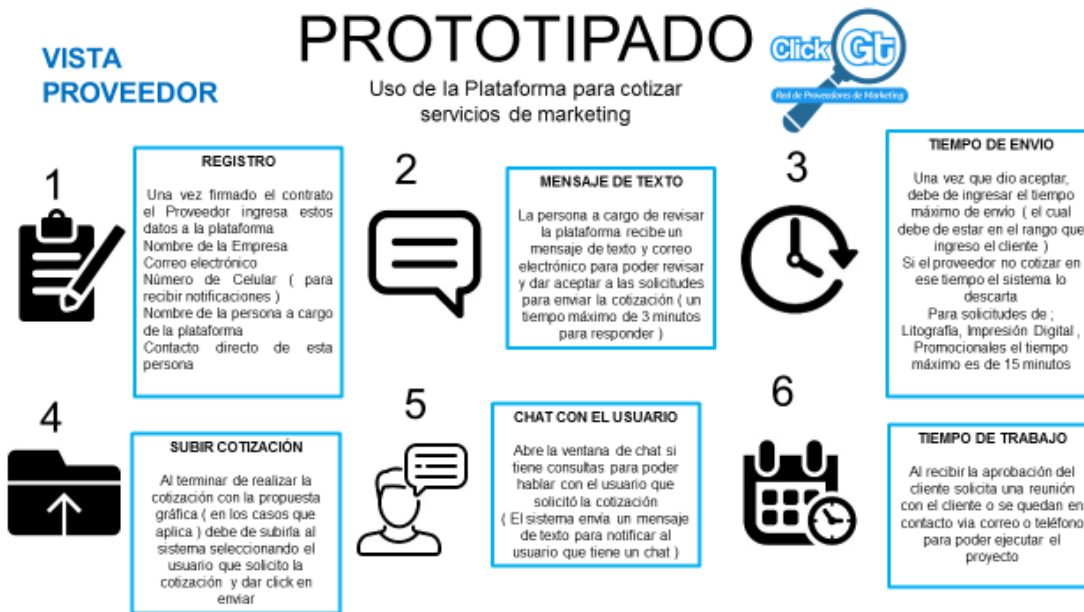 VISTA
PROVEEDOR
PROTOTIPADO
Uso de la Plataforma para cotizar
servicios de marketing
Click Gt
Red de Proveedores de Marketing
1
REGISTRO
Una vez firmado el contrato
el Proveedor ingresa estos
datos a la plataforma
Nombre de la Empresa
Correo electrónico
Número de Celular ( para
recibir notificaciones )
Nombre de la persona a cargo
de la plataforma
Contacto directo de esta
persona
2
MENSAJE DE TEXTO
La persona a cargo de revisar
la plataforma recibe un
mensaje de texto y correo
electrónico para poder revisar
y dar aceptar a las solicitudes
para enviar la cotización ( un
tiempo máximo de 3 minutos
para responder )
3
TIEMPO DE ENVIO
Una vez que dio aceptar,
debe de ingresar el tiempo
máximo de envío ( el cual
debe de estar en el rango que
ingreso el cliente )
Si el proveedor no cotizar en
ese tiempo el sistema lo
descarta
Para solicitudes de ;
Litografía, Impresión Digital ,
Promocionales el tiempo
máximo es de 15 minutos
4
SUBIR COTIZACIÓN
Al terminar de realizar la
cotización con la propuesta
gráfica ( en los casos que
aplica ) debe de subirla al
sistema seleccionando el
usuario que solicito la
cotización y dar click en
enviar
5
CHAT CON EL USUARIO
Abre la ventana de chat si
tiene consultas para poder
hablar con el usuario que
solicitó la cotización
( El sistema envía un mensaje
de texto para notificar al
usuario que tiene un chat )
6
TIEMPO DE TRABAJO
Al recibir la aprobación del
cliente solicita una reunión
con el cliente o se quedan en
contacto via correo o teléfono
para poder ejecutar el
proyecto